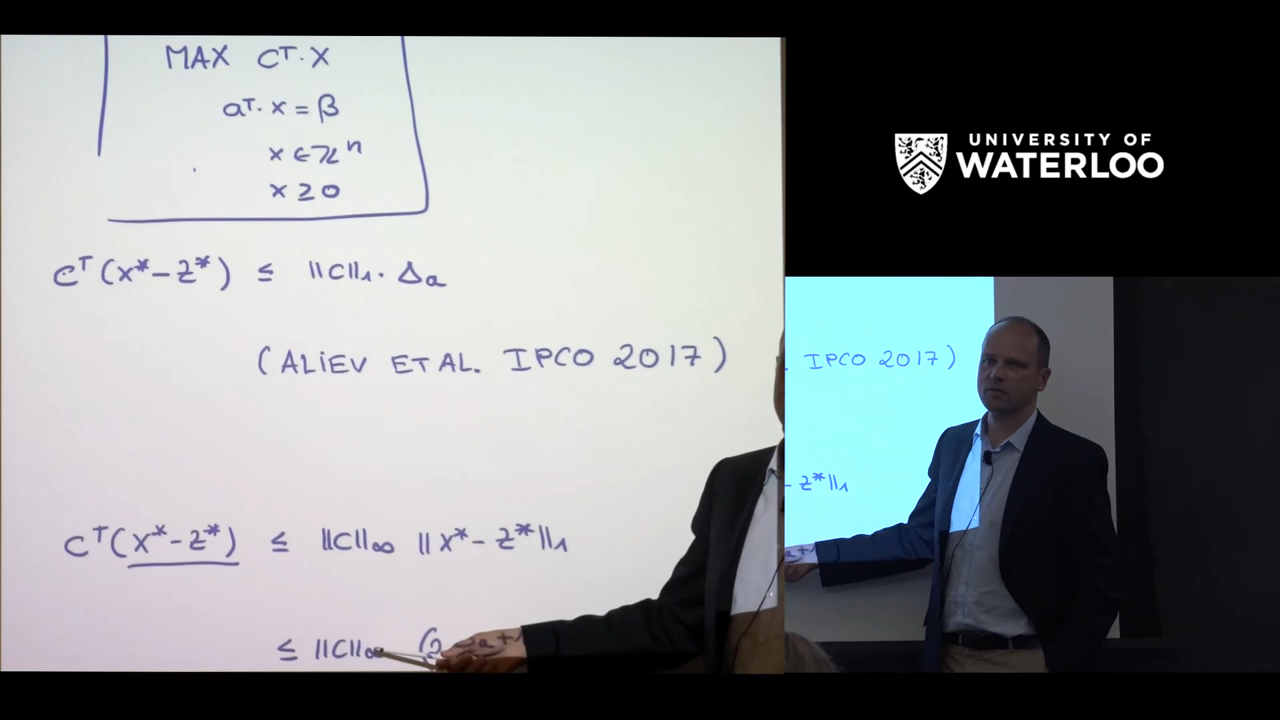 MAX Cᵀ·X
aᵀ·x = β
x ∈ ℤⁿ
x ≥ 0
Cᵀ(x*-z*) ≤ ||C||₁ · Δₐ
(ALIEV ET AL. IPCO 2017)
Cᵀ(x*-z*) ≤ ||C||∞ ||x*-z*||₁
≤ ||C||∞
UNIVERSITY OF
WATERLOO
IPCO 2017)
- z*||₁